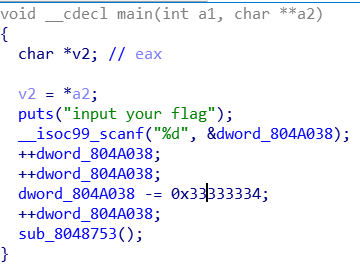 void __cdecl main(int a1, char **a2)
{
  char *v2; // eax

  v2 = *a2;
  puts("input your flag");
  __isoc99_scanf("%d", &dword_804A038);
  ++dword_804A038;
  ++dword_804A038;
  dword_804A038 -= 0x33333334;
  ++dword_804A038;
  sub_8048753();
}